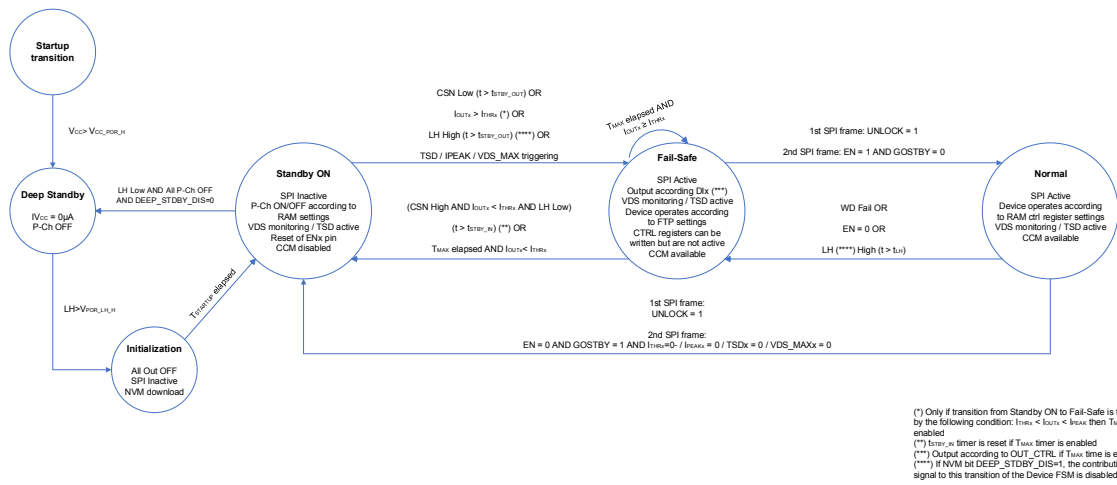 Startup
transition
VCC> VCC_POR_H
Deep Standby
IVCC = 0µA
P-Ch OFF
LH>VPOR_LH_H
Initialization
All Out OFF
SPI Inactive
NVM download
TSTARTUP elapsed
LH Low AND All P-Ch OFF
AND DEEP_STDBY_DIS=0
Standby ON
SPI Inactive
P-Ch ON/OFF according to
RAM settings
VDS monitoring / TSD active
Reset of ENx pin
CCM disabled
CSN Low (t > tSTBY_OUT) OR
IOUTx > ITHRx (*) OR
LH High (t > tSTBY_OUT) (****) OR
TSD / IPEAK / VDS_MAX triggering
(CSN High AND IOUTx < ITHRx AND LH Low)
(t > tSTBY_IN) (**) OR
TMAX elapsed AND IOUTx< ITHRx
TMAX elapsed AND
IOUTx ≥ ITHRx
Fail-Safe
SPI Active
Output according DIx (***)
VDS monitoring / TSD active
Device operates according
to FTP settings
CTRL registers can be
written but are not active
CCM available
1st SPI frame: UNLOCK = 1
2nd SPI frame: EN = 1 AND GOSTBY = 0
WD Fail OR
EN = 0 OR
LH (****) High (t > tLH)
Normal
SPI Active
Device operates according
to RAM ctrl register settings
VDS monitoring / TSD active
CCM available
1st SPI frame:
UNLOCK = 1
2nd SPI frame:
EN = 0 AND GOSTBY = 1 AND ITHRx=0- / IPEAKx = 0 / TSDx = 0 / VDS_MAXx = 0
(*) Only if transition from Standby ON to Fail-Safe is
by the following condition: ITHRx < IOUTx < IPEAK then
enabled
(**) tSTBY_IN timer is reset if TMAX timer is enabled
(***) Output according to OUT_CTRL if TMAX time is
(****) If NVM bit DEEP_STDBY_DIS=1, the
signal to this transition of the Device FSM is disabled